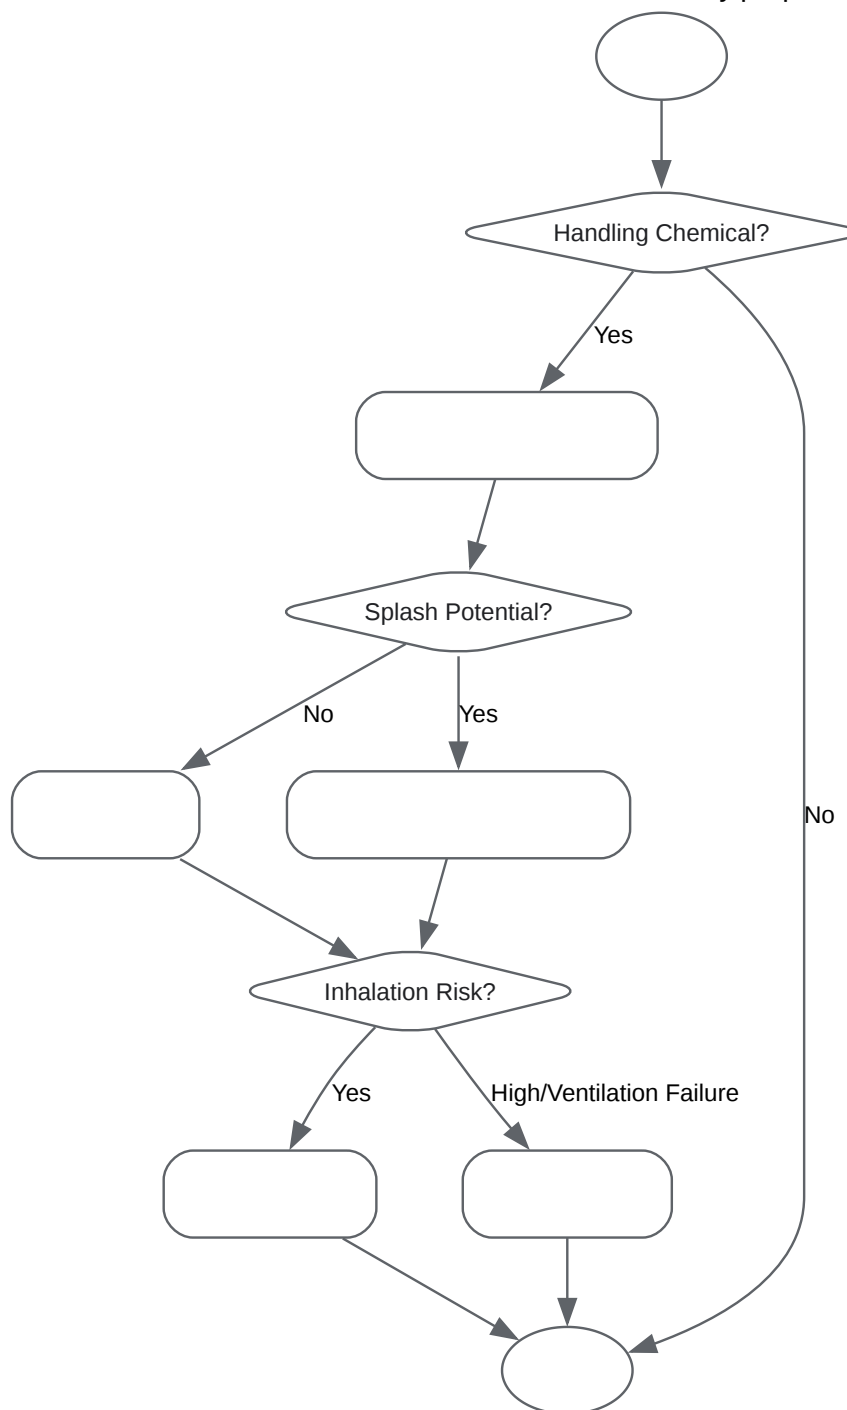 Handling Chemical?
Yes
Splash Potential?
No
Yes
No
Inhalation Risk?
Yes
High/Ventilation Failure